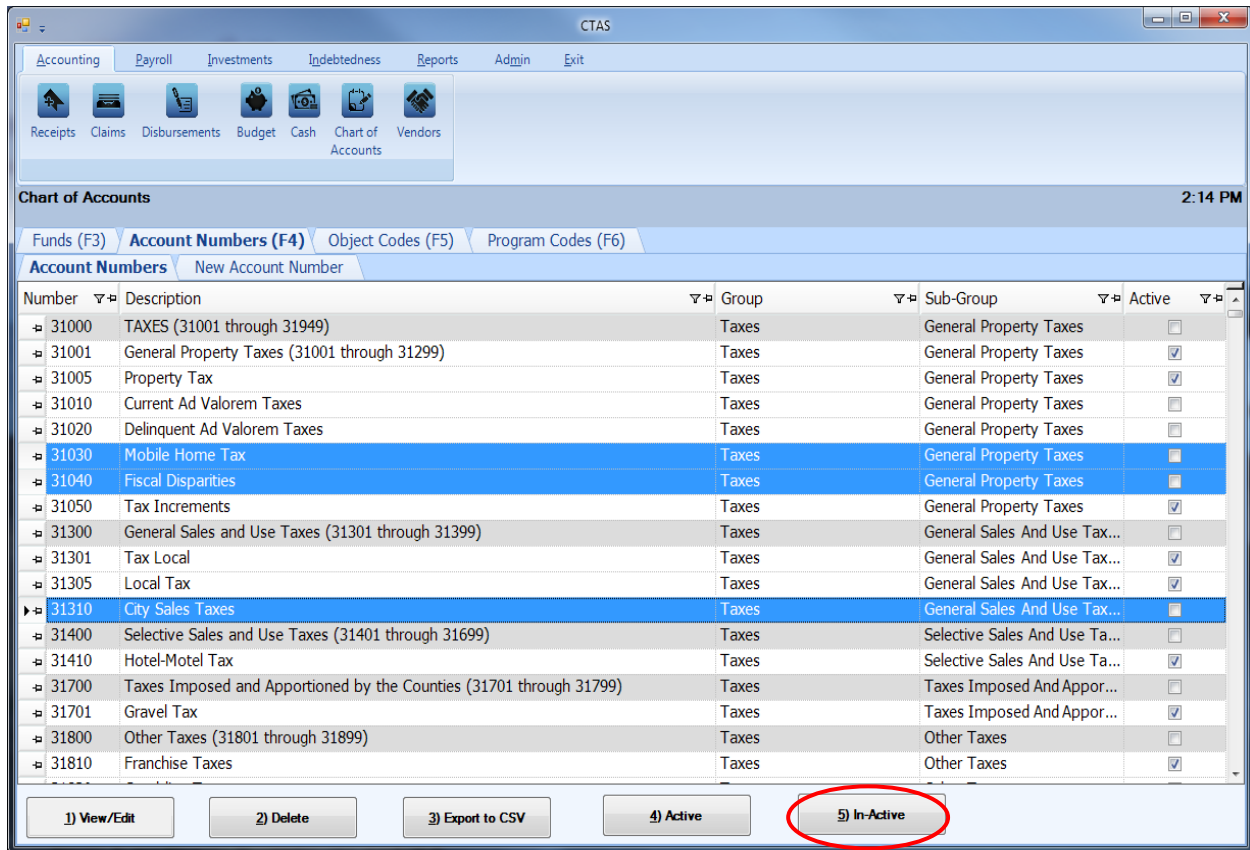 CTAS
Accounting Payroll Investments Indebtedness Reports Admin Exit
Receipts Claims Disbursements Budget Cash Chart of Accounts Vendors
Chart of Accounts 2:14 PM
Funds (F3) Account Numbers (F4) Object Codes (F5) Program Codes (F6)
Account Numbers New Account Number
Number Description Group Sub-Group Active
31000 TAXES (31001 through 31949) Taxes General Property Taxes
31001 General Property Taxes (31001 through 31299) Taxes General Property Taxes
31005 Property Tax Taxes General Property Taxes
31010 Current Ad Valorem Taxes Taxes General Property Taxes
31020 Delinquent Ad Valorem Taxes Taxes General Property Taxes
31030 Mobile Home Tax Taxes General Property Taxes
31040 Fiscal Disparities Taxes General Property Taxes
31050 Tax Increments Taxes General Property Taxes
31300 General Sales and Use Taxes (31301 through 31399) Taxes General Sales And Use Tax...
31301 Tax Local Taxes General Sales And Use Tax...
31305 Local Tax Taxes General Sales And Use Tax...
31310 City Sales Taxes Taxes General Sales And Use Tax...
31400 Selective Sales and Use Taxes (31401 through 31699) Taxes Selective Sales And Use Ta...
31410 Hotel-Motel Tax Taxes Selective Sales And Use Ta...
31700 Taxes Imposed and Apportioned by the Counties (31701 through 31799) Taxes Taxes Imposed And Appor...
31701 Gravel Tax Taxes Taxes Imposed And Appor...
31800 Other Taxes (31801 through 31899) Taxes Other Taxes
31810 Franchise Taxes Taxes Other Taxes
1) View/Edit 2) Delete 3) Export to CSV 4) Active 5) In-Active